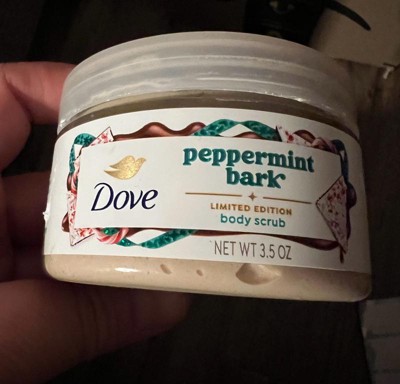 peppermint
bark
Dove
LIMITED EDITION
body scrub
NET WT 3.5 OZ